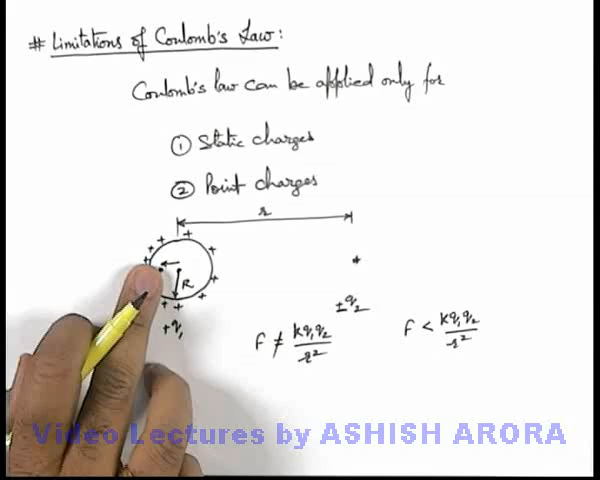 # Limitations of Coulomb's Law:
Coulomb's law can be applied only for
① Static charges
② Point charges
r
+ + + + + + + + +
R
+q₁
±q₂
F ≠ kq₁q₂/r²
F < kq₁q₂/r²
Video Lectures by ASHISH ARORA